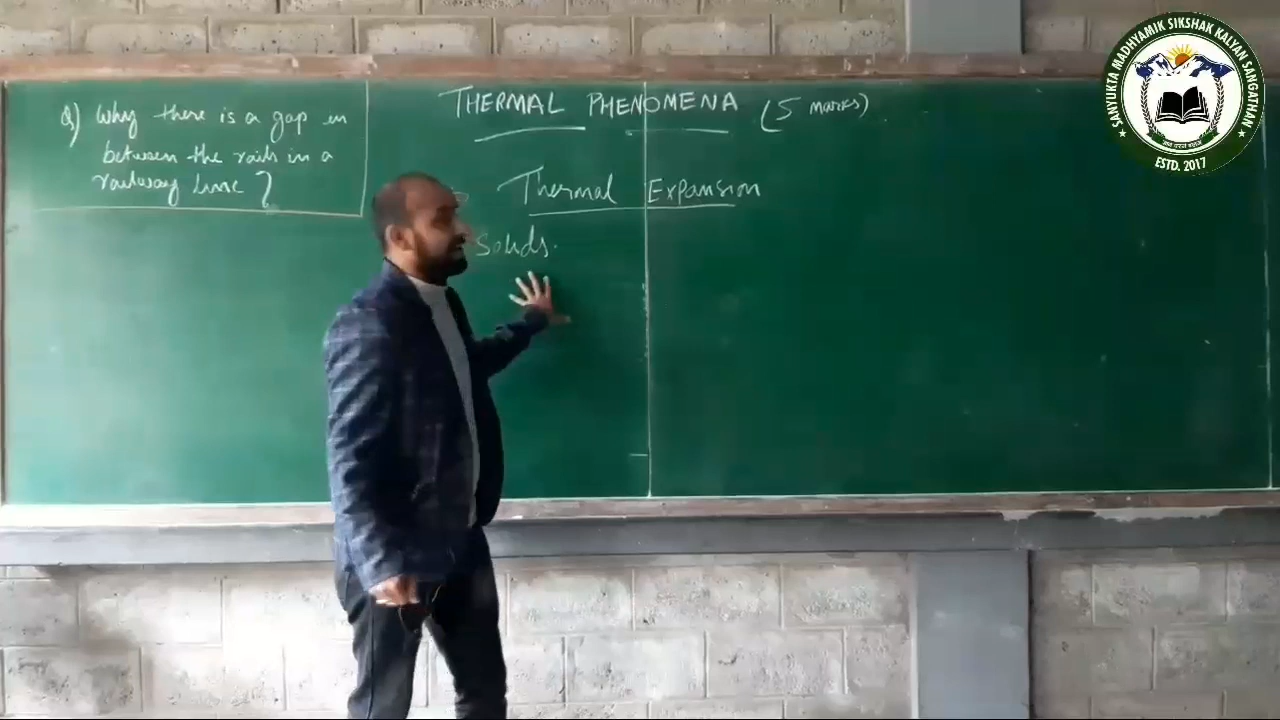 Q) Why there is a gap in
between the rails in a
railway line?
THERMAL PHENOMENA (5 marks)
Thermal Expansion
Solids.
SANYUKTA MADHYAMIK SIKSHAK KALYAN SANGATHAN
ESTD. 2017